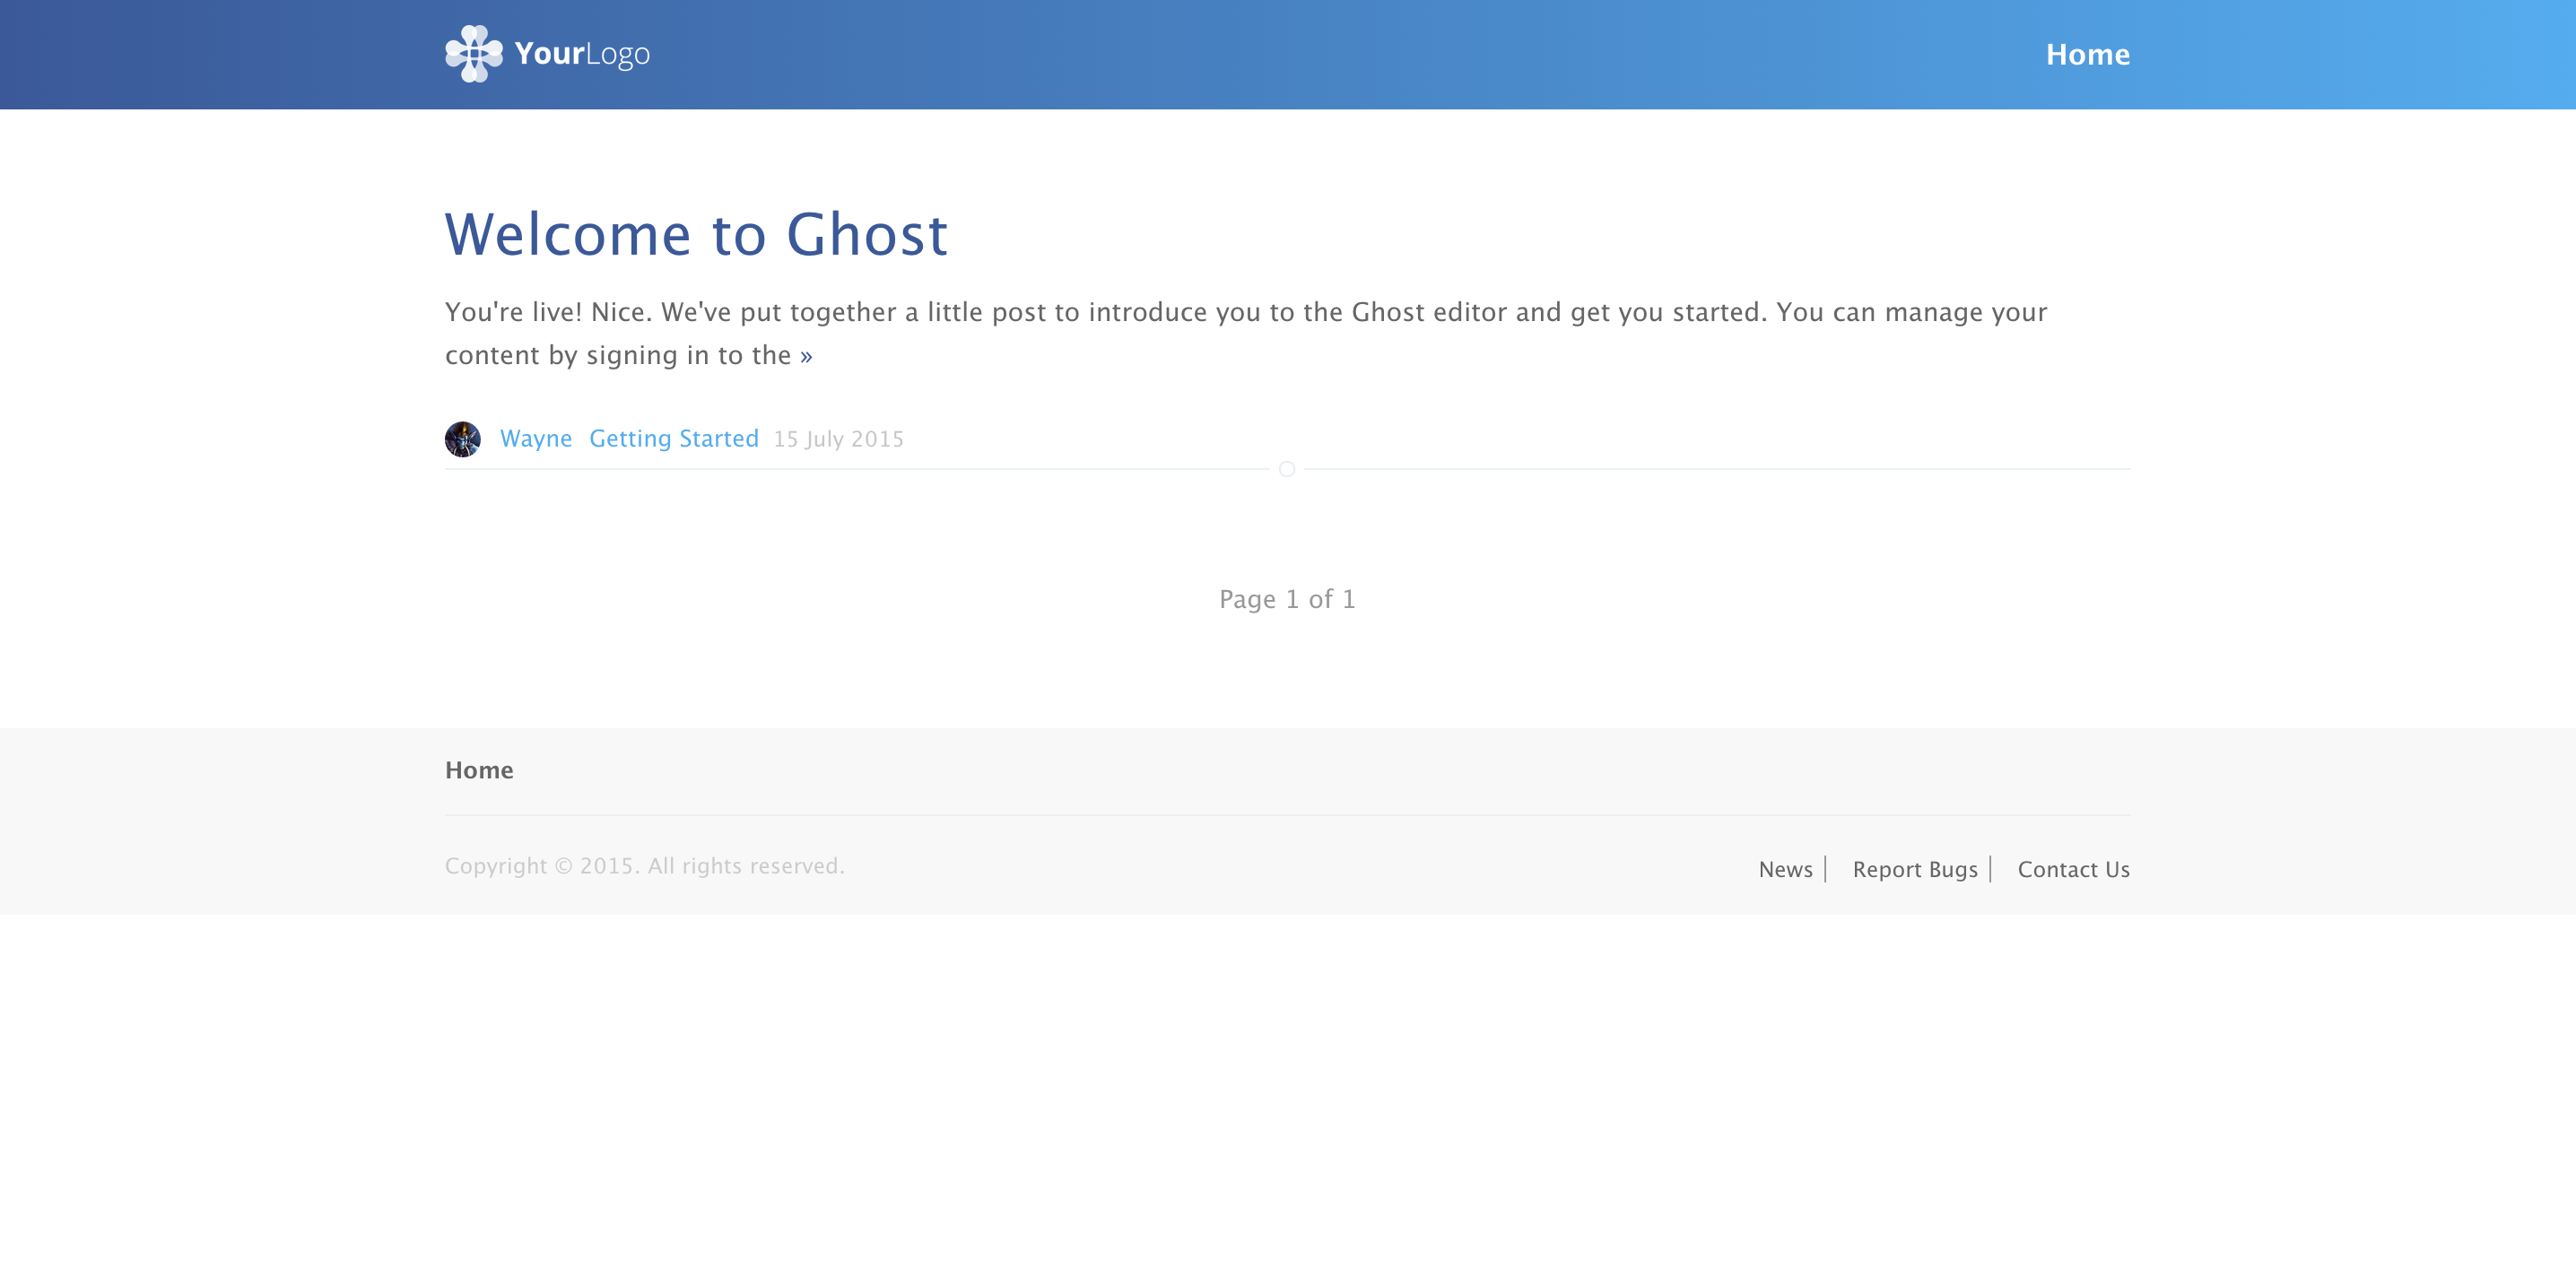 YourLogo
Home
Welcome to Ghost
You're live! Nice. We've put together a little post to introduce you to the Ghost editor and get you started. You can manage your
content by signing in to the »
Wayne Getting Started 15 July 2015
Page 1 of 1
Home
Copyright © 2015. All rights reserved.
News | Report Bugs | Contact Us